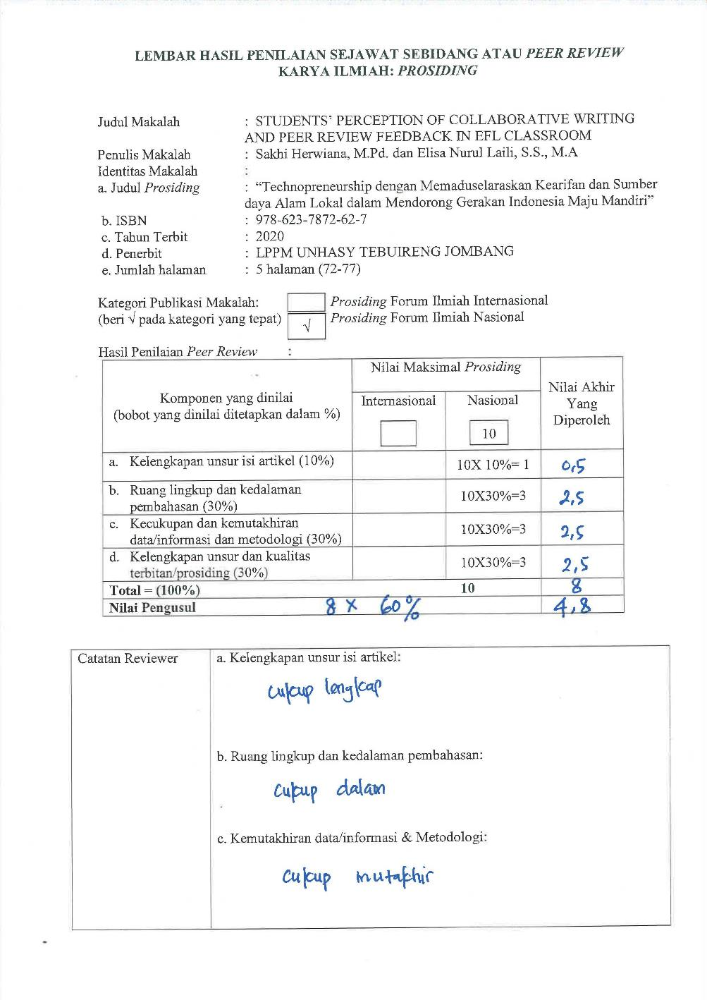 LEMBAR HASIL PENILAIAN SEJAWAT SEBIDANG ATAU PEER REVIEW
KARYA ILMIAH: PROSIDING
Judul Makalah : STUDENTS' PERCEPTION OF COLLABORATIVE WRITING
AND PEER REVIEW FEEDBACK IN EFL CLASSROOM
Penulis Makalah : Sakhi Herwiana, M.Pd. dan Elisa Nurul Laili, S.S., M.A
Identitas Makalah :
a. Judul Prosiding : “Technopreneurship dengan Memaduselaraskan Kearifan dan Sumber
daya Alam Lokal dalam Mendorong Gerakan Indonesia Maju Mandiri”
b. ISBN : 978-623-7872-62-7
c. Tahun Terbit : 2020
d. Penerbit : LPPM UNHASY TEBUIRENG JOMBANG
e. Jumlah halaman : 5 halaman (72-77)
Kategori Publikasi Makalah: Prosiding Forum Ilmiah Internasional
(beri √ pada kategori yang tepat) √ Prosiding Forum Ilmiah Nasional
Hasil Penilaian Peer Review :
Komponen yang dinilai
(bobot yang dinilai ditetapkan dalam %)
Nilai Maksimal Prosiding
Internasional
Nasional
10
Nilai Akhir
Yang
Diperoleh
a. Kelengkapan unsur isi artikel (10%) 10X 10%= 1 0,5
b. Ruang lingkup dan kedalaman
pembahasan (30%) 10X30%=3 2,5
c. Kecukupan dan kemutakhiran
data/informasi dan metodologi (30%) 10X30%=3 2,5
d. Kelengkapan unsur dan kualitas
terbitan/prosiding (30%) 10X30%=3 2,5
Total = (100%) 10 8
Nilai Pengusul 8 x 60% 4,8
Catatan Reviewer
a. Kelengkapan unsur isi artikel:
cukup lengkap
b. Ruang lingkup dan kedalaman pembahasan:
cukup dalam
c. Kemutakhiran data/informasi & Metodologi:
cukup mutakhir